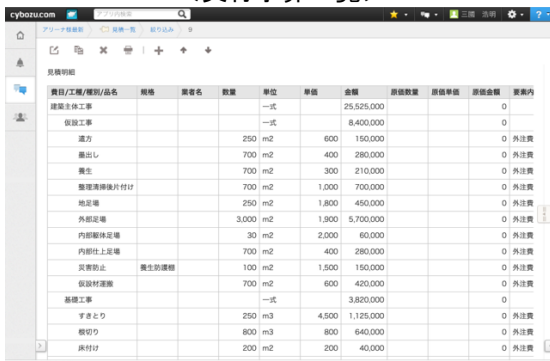 cybozu.com アプリ内検索 三橋 浩明
アリーナ様最新 見積一覧 絞り込み 9
見積明細
費目/工種/種別/品名 規格 業者名 数量 単位 単価 金額 原価数量 原価単価 原価金額 要素内
建築主体工事 一式 25,525,000 0
仮設工事 一式 8,400,000 0
遣方 250 m2 600 150,000 0 外注費
墨出し 700 m2 400 280,000 0 外注費
養生 700 m2 300 210,000 0 外注費
整理清掃後片付け 700 m2 1,000 700,000 0 外注費
地足場 250 m2 1,800 450,000 0 外注費
外部足場 3,000 m2 1,900 5,700,000 0 外注費
内部躯体足場 30 m2 2,000 60,000 0 外注費
内部仕上足場 700 m2 400 280,000 0 外注費
災害防止 養生防護棚 100 m2 1,500 150,000 0 外注費
仮設材運搬 700 m2 600 420,000 0 外注費
基礎工事 一式 3,820,000 0
すきとり 250 m3 4,500 1,125,000 0 外注費
根切り 800 m3 800 640,000 0 外注費
床付け 200 m2 200 40,000 0 外注費